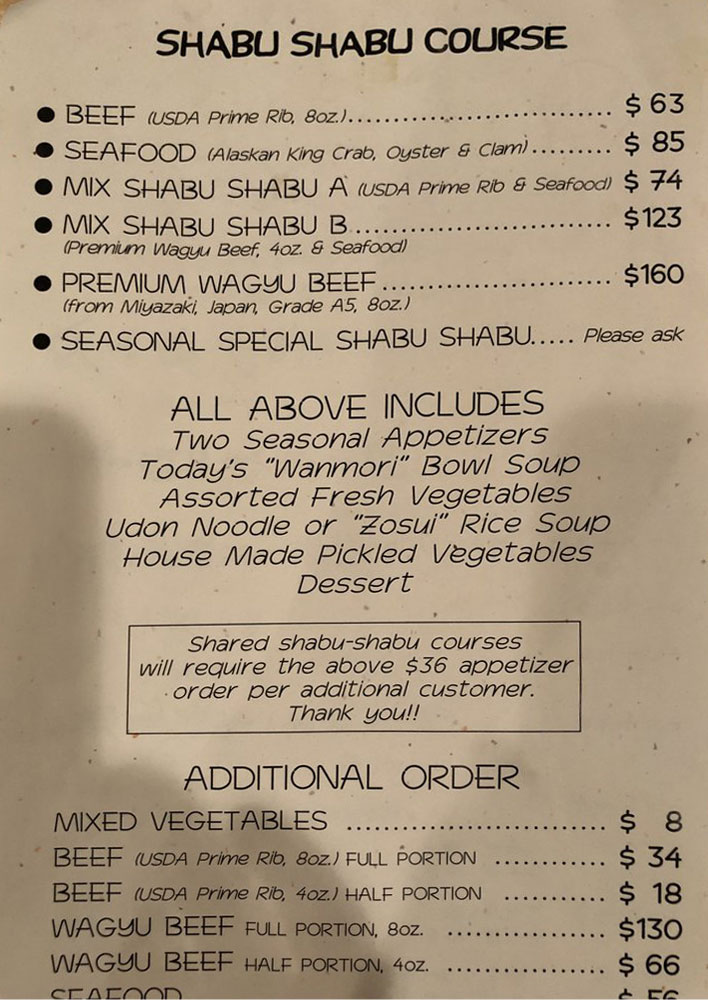 SHABU SHABU COURSE
● BEEF (USDA Prime Rib, 8oz.)............................... $ 63
● SEAFOOD (Alaskan King Crab, Oyster & Clam)......... $ 85
● MIX SHABU SHABU A (USDA Prime Rib & Seafood) $ 74
● MIX SHABU SHABU B.............................. $123
(Premium Wagyu Beef, 4oz. & Seafood)
● PREMIUM WAGYU BEEF........................... $160
(from Miyazaki, Japan, Grade A5, 8oz.)
● SEASONAL SPECIAL SHABU SHABU..... Please ask
ALL ABOVE INCLUDES
Two Seasonal Appetizers
Today's "Wanmori" Bowl Soup
Assorted Fresh Vegetables
Udon Noodle or "Zosui" Rice Soup
House Made Pickled Vegetables
Dessert
Shared shabu-shabu courses
will require the above $36 appetizer
order per additional customer.
Thank you!!
ADDITIONAL ORDER
MIXED VEGETABLES ............................ $ 8
BEEF (USDA Prime Rib, 8oz.) FULL PORTION ............ $ 34
BEEF (USDA Prime Rib, 4oz.) HALF PORTION ........... $ 18
WAGYU BEEF FULL PORTION, 8oz. ................. $130
WAGYU BEEF HALF PORTION, 4oz. ................. $ 66
SEAFOOD $ 56